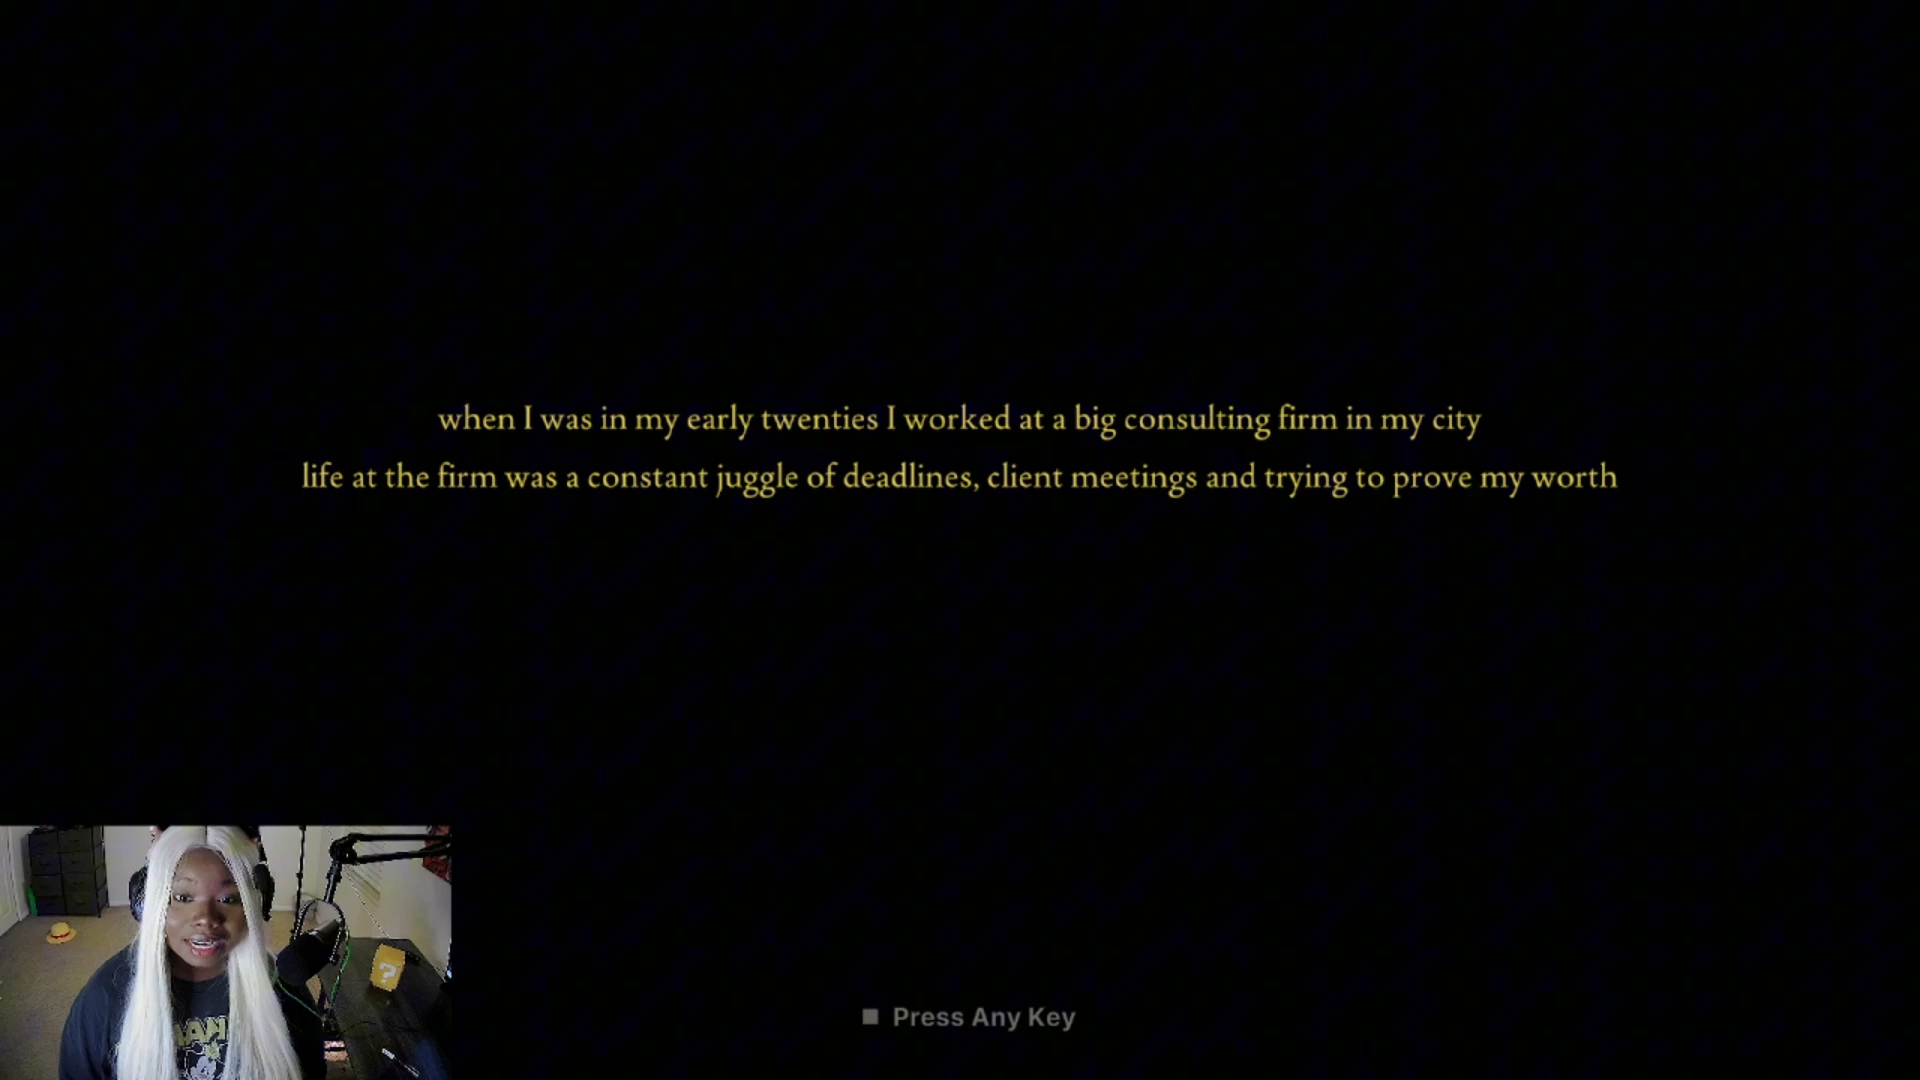 when I was in my early twenties I worked at a big consulting firm in my city
life at the firm was a constant juggle of deadlines, client meetings and trying to prove my worth
?
Press Any Key